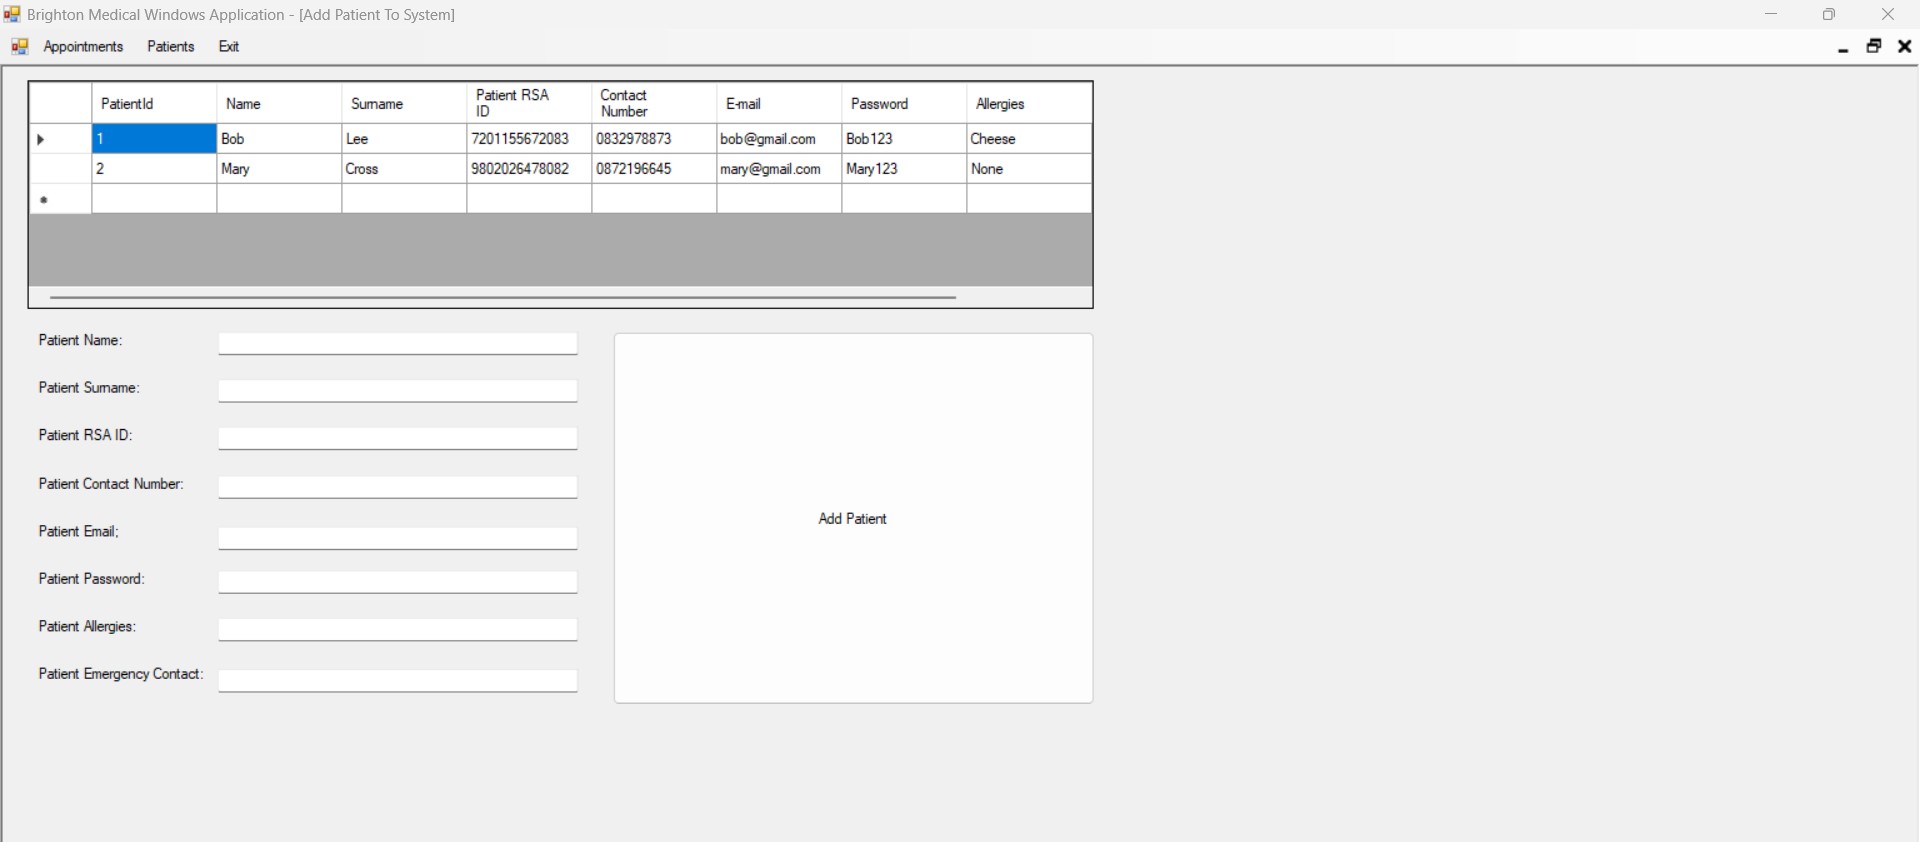 Brighton Medical Windows Application - [Add Patient To System]
Appointments Patients Exit
PatientId Name Surname Patient RSA ID Contact Number E-mail Password Allergies
1 Bob Lee 7201155672083 0832978873 bob@gmail.com Bob123 Cheese
2 Mary Cross 9802026478082 0872196645 mary@gmail.com Mary123 None
Patient Name:
Patient Surname:
Patient RSA ID:
Patient Contact Number:
Patient Email;
Patient Password:
Patient Allergies:
Patient Emergency Contact:
Add Patient